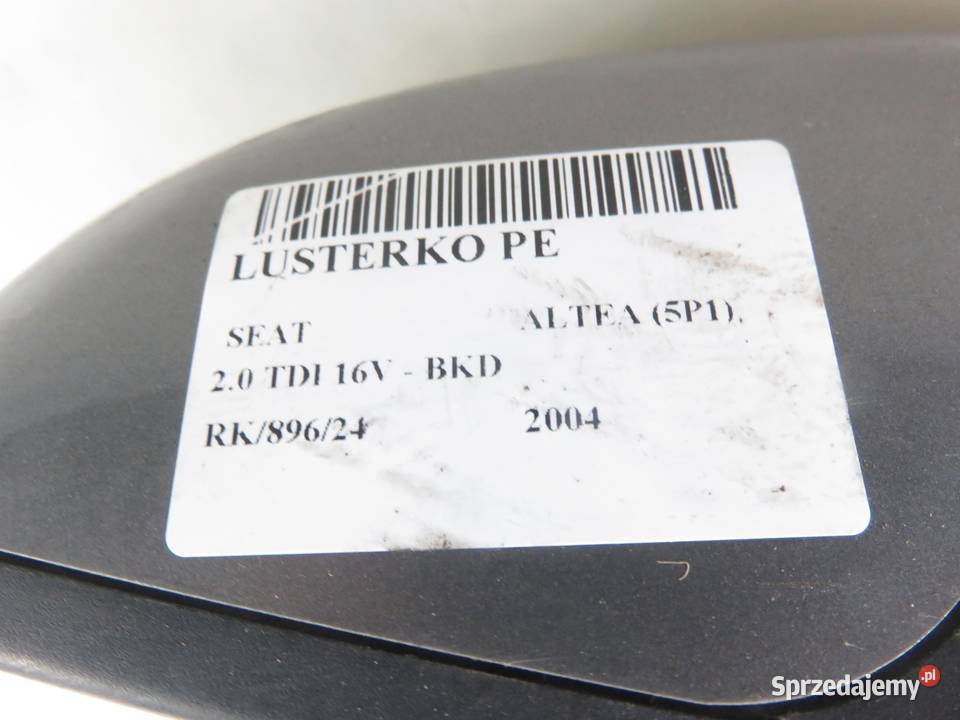 LUSTERKO PE
SEAT ALTEA (5P1),
2.0 TDI 16V - BKD
RK/896/24 2004
Sprzedajemy.pl